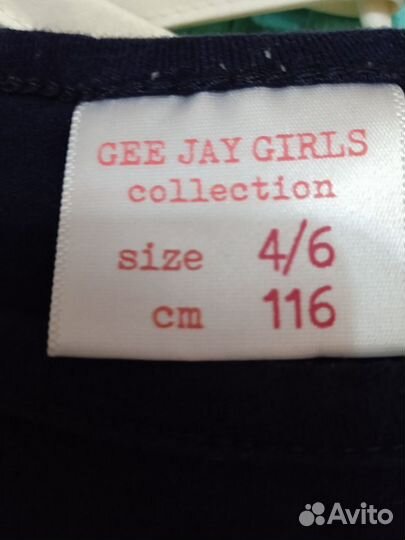 GEE JAY GIRLS
collection
size 4/6
cm 116
Avito